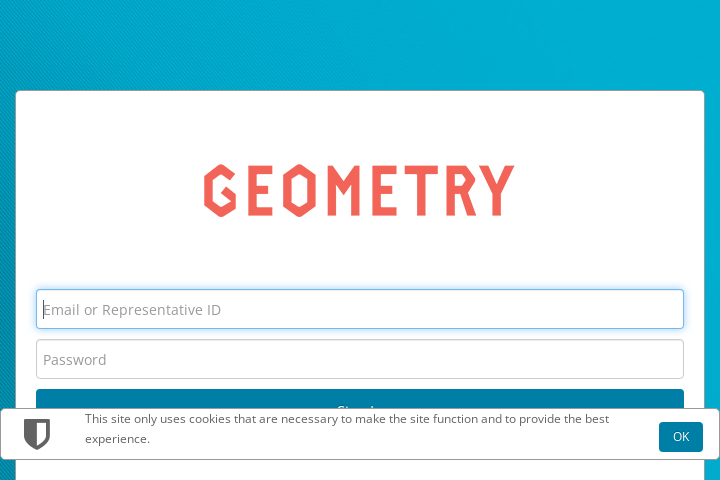 GEOMETRY
Email or Representative ID
Password
This site only uses cookies that are necessary to make the site function and to provide the best
experience.
OK